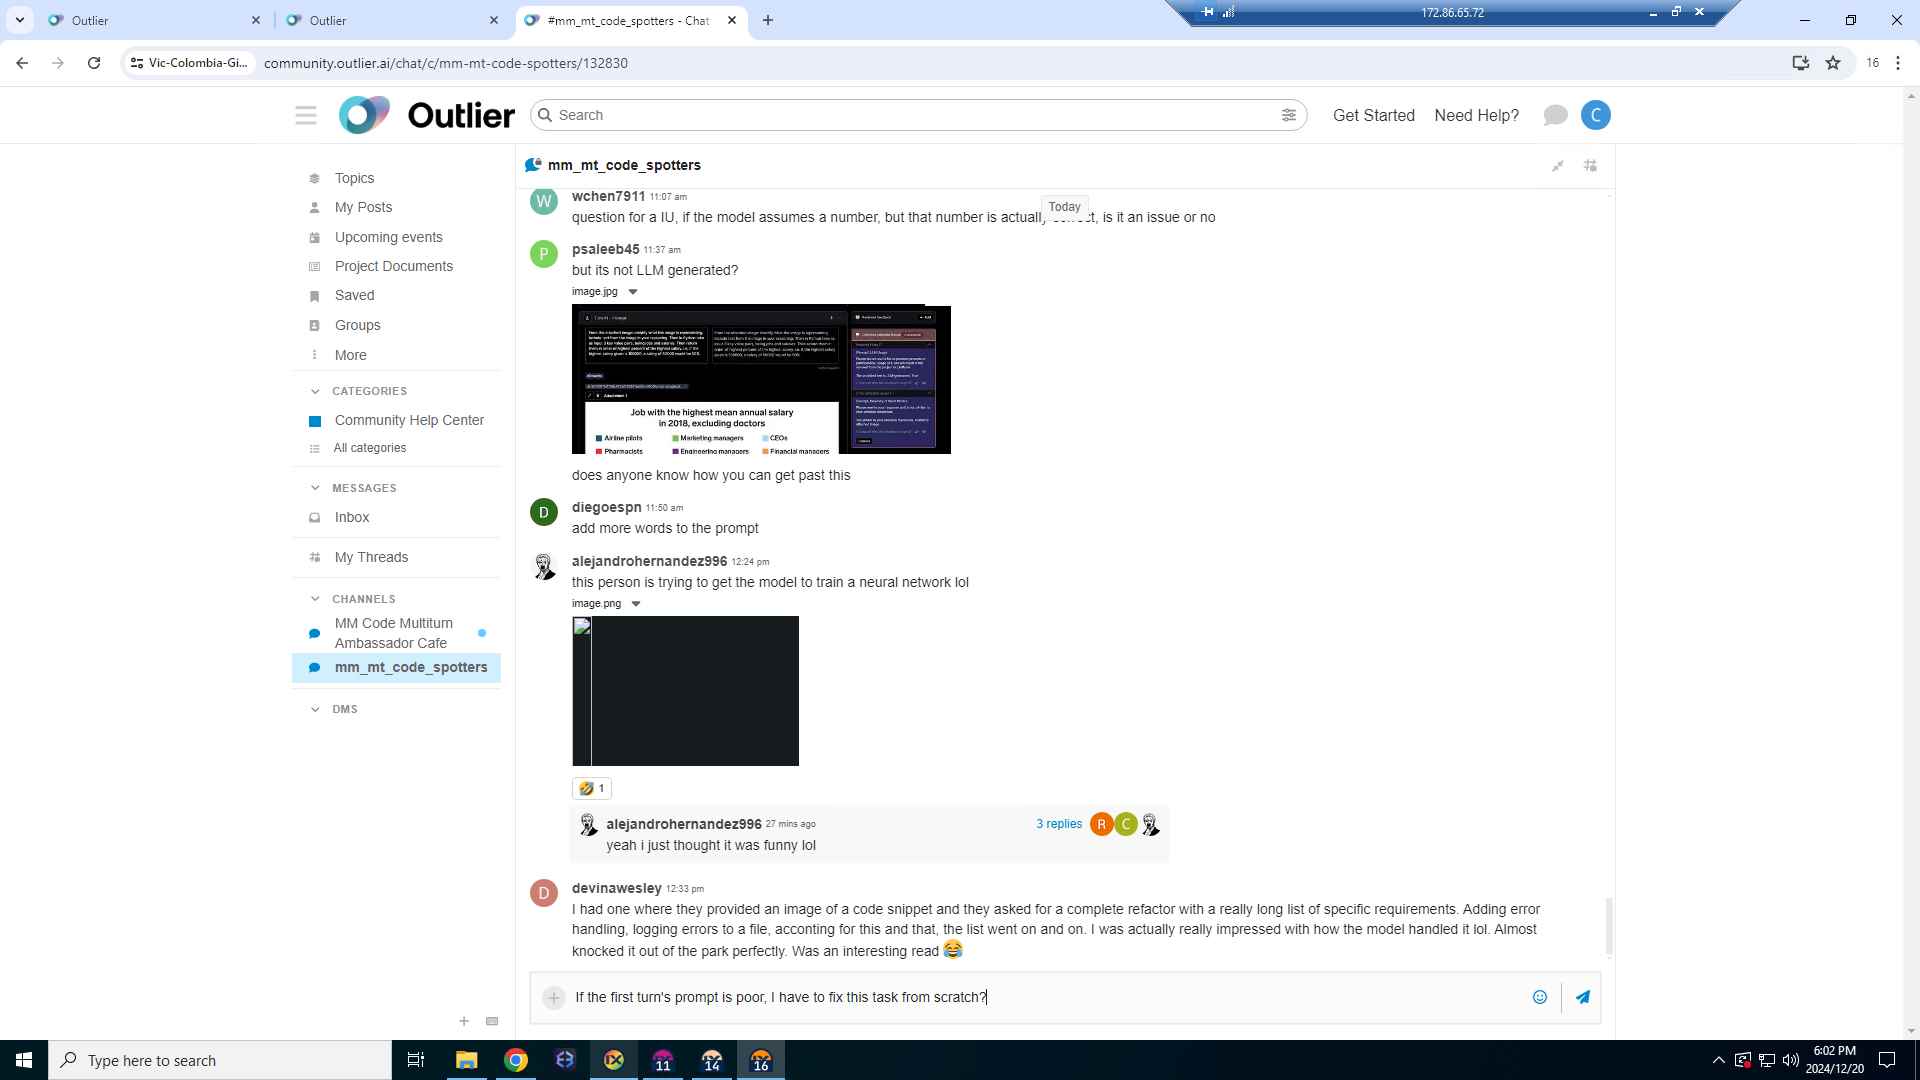 Outlier
Outlier
#mm_mt_code_spotters - Chat
172.86.65.72
Vic-Colombia-Gi...
community.outlier.ai/chat/c/mm-mt-code-spotters/132830
16
Outlier
Search
Get Started
Need Help?
C
Topics
My Posts
Upcoming events
Project Documents
Saved
Groups
More
CATEGORIES
Community Help Center
All categories
MESSAGES
Inbox
My Threads
CHANNELS
MM Code Multiturn
Ambassador Cafe
mm_mt_code_spotters
DMS
mm_mt_code_spotters
Today
W
wchen7911 11:07 am
question for a IU, if the model assumes a number, but that number is actually correct, is it an issue or no
P
psaleeb45 11:37 am
but its not LLM generated?
image.jpg
Job with the highest mean annual salary
in 2018, excluding doctors
Airline pilots
Marketing managers
CEOs
Pharmacists
Engineering managers
Financial managers
does anyone know how you can get past this
D
diegoespn 11:50 am
add more words to the prompt
alejandrohernandez996 12:24 pm
this person is trying to get the model to train a neural network lol
image.png
1
alejandrohernandez996 27 mins ago
3 replies
R
C
yeah i just thought it was funny lol
D
devinawesley 12:33 pm
I had one where they provided an image of a code snippet and they asked for a complete refactor with a really long list of specific requirements. Adding error
handling, logging errors to a file, acconting for this and that, the list went on and on. I was actually really impressed with how the model handled it lol. Almost
knocked it out of the park perfectly. Was an interesting read
If the first turn's prompt is poor, I have to fix this task from scratch?
Type here to search
11
14
16
6:02 PM
2024/12/20